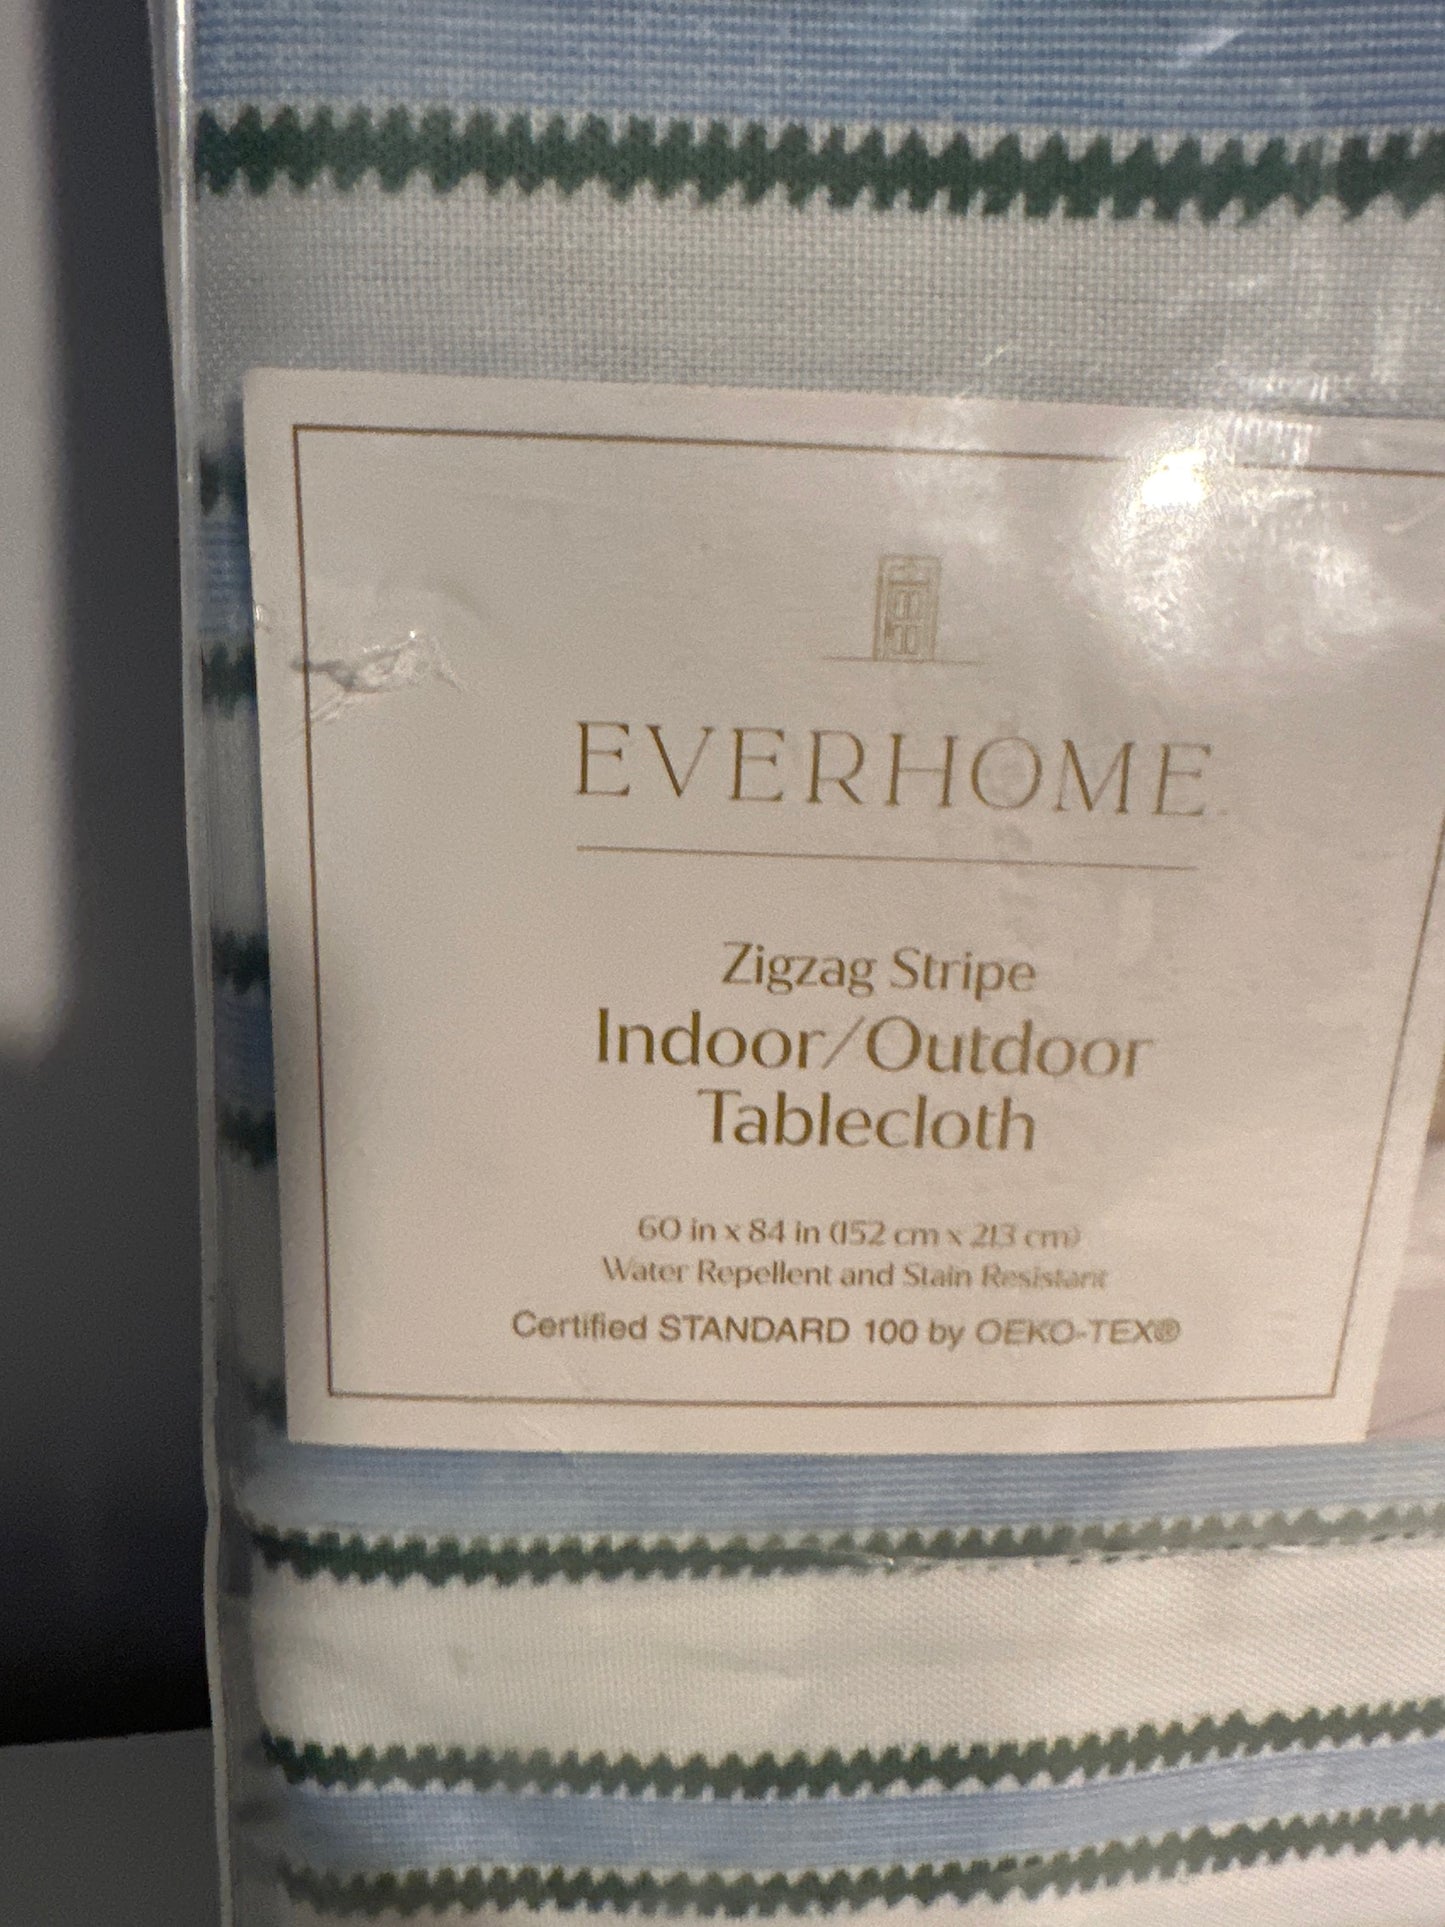 EVERHOME
Zigzag Stripe
Indoor/Outdoor
Tablecloth
60 in x 84 in (152 cm x 213 cm)
Water Repellent and Stain Resistant
Certified STANDARD 100 by OEKO-TEX®